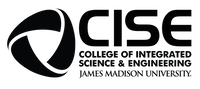 CISE
COLLEGE OF INTEGRATED
SCIENCE & ENGINEERING
JAMES MADISON UNIVERSITY.